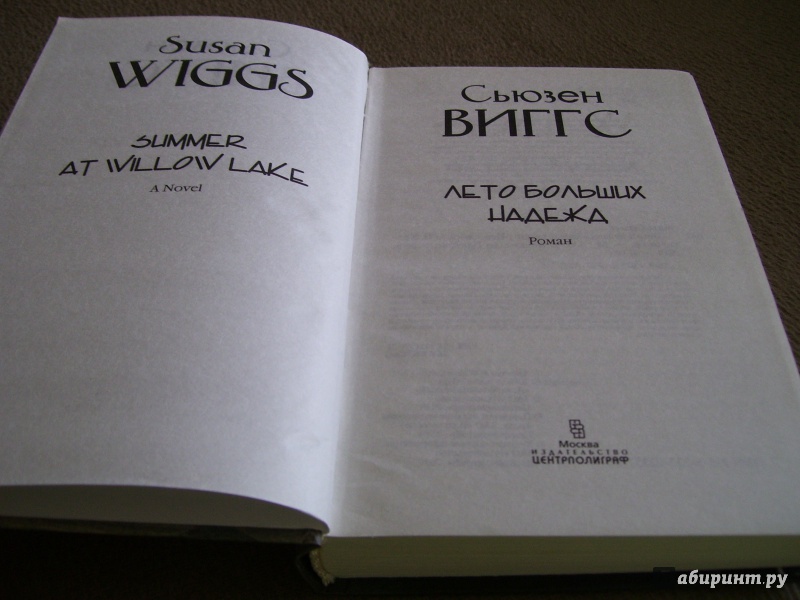 Susan
WIGGS
SUMMER
AT WILLOW LAKE
A Novel
Сьюзен
ВИГГС
ЛЕТО БОЛЬШИХ
НАДЕЖД
Роман
Москва
ИЗДАТЕЛЬСТВО
ЦЕНТРПОЛИГРАФ
абиринт.ру